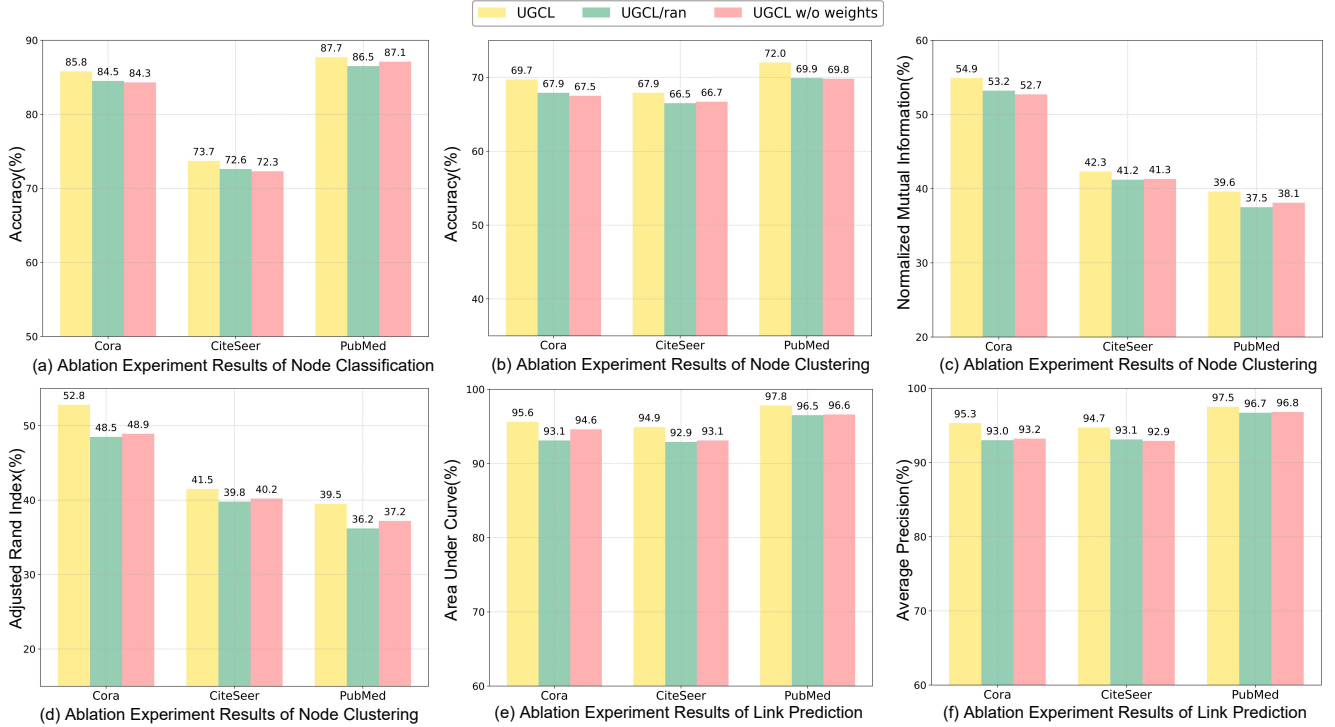 UGCL UGCL/ran UGCL w/o weights
Accuracy(%)
90
80
70
60
50
85.8 84.5 84.3
73.7 72.6 72.3
87.7 86.5 87.1
Cora CiteSeer PubMed
(a) Ablation Experiment Results of Node Classification
Accuracy(%)
70
60
50
40
69.7 67.9 67.5
67.9 66.5 66.7
72.0 69.9 69.8
Cora CiteSeer PubMed
(b) Ablation Experiment Results of Node Clustering
Normalized Mutual Information(%)
60
50
40
30
20
54.9 53.2 52.7
42.3 41.2 41.3
39.6 37.5 38.1
Cora CiteSeer PubMed
(c) Ablation Experiment Results of Node Clustering
Adjusted Rand Index(%)
50
40
30
20
52.8 48.5 48.9
41.5 39.8 40.2
39.5 36.2 37.2
Cora CiteSeer PubMed
(d) Ablation Experiment Results of Node Clustering
Area Under Curve(%)
100
90
80
70
60
95.6 93.1 94.6
94.9 92.9 93.1
97.8 96.5 96.6
Cora CiteSeer PubMed
(e) Ablation Experiment Results of Link Prediction
Average Precision(%)
100
90
80
70
60
95.3 93.0 93.2
94.7 93.1 92.9
97.5 96.7 96.8
Cora CiteSeer PubMed
(f) Ablation Experiment Results of Link Prediction